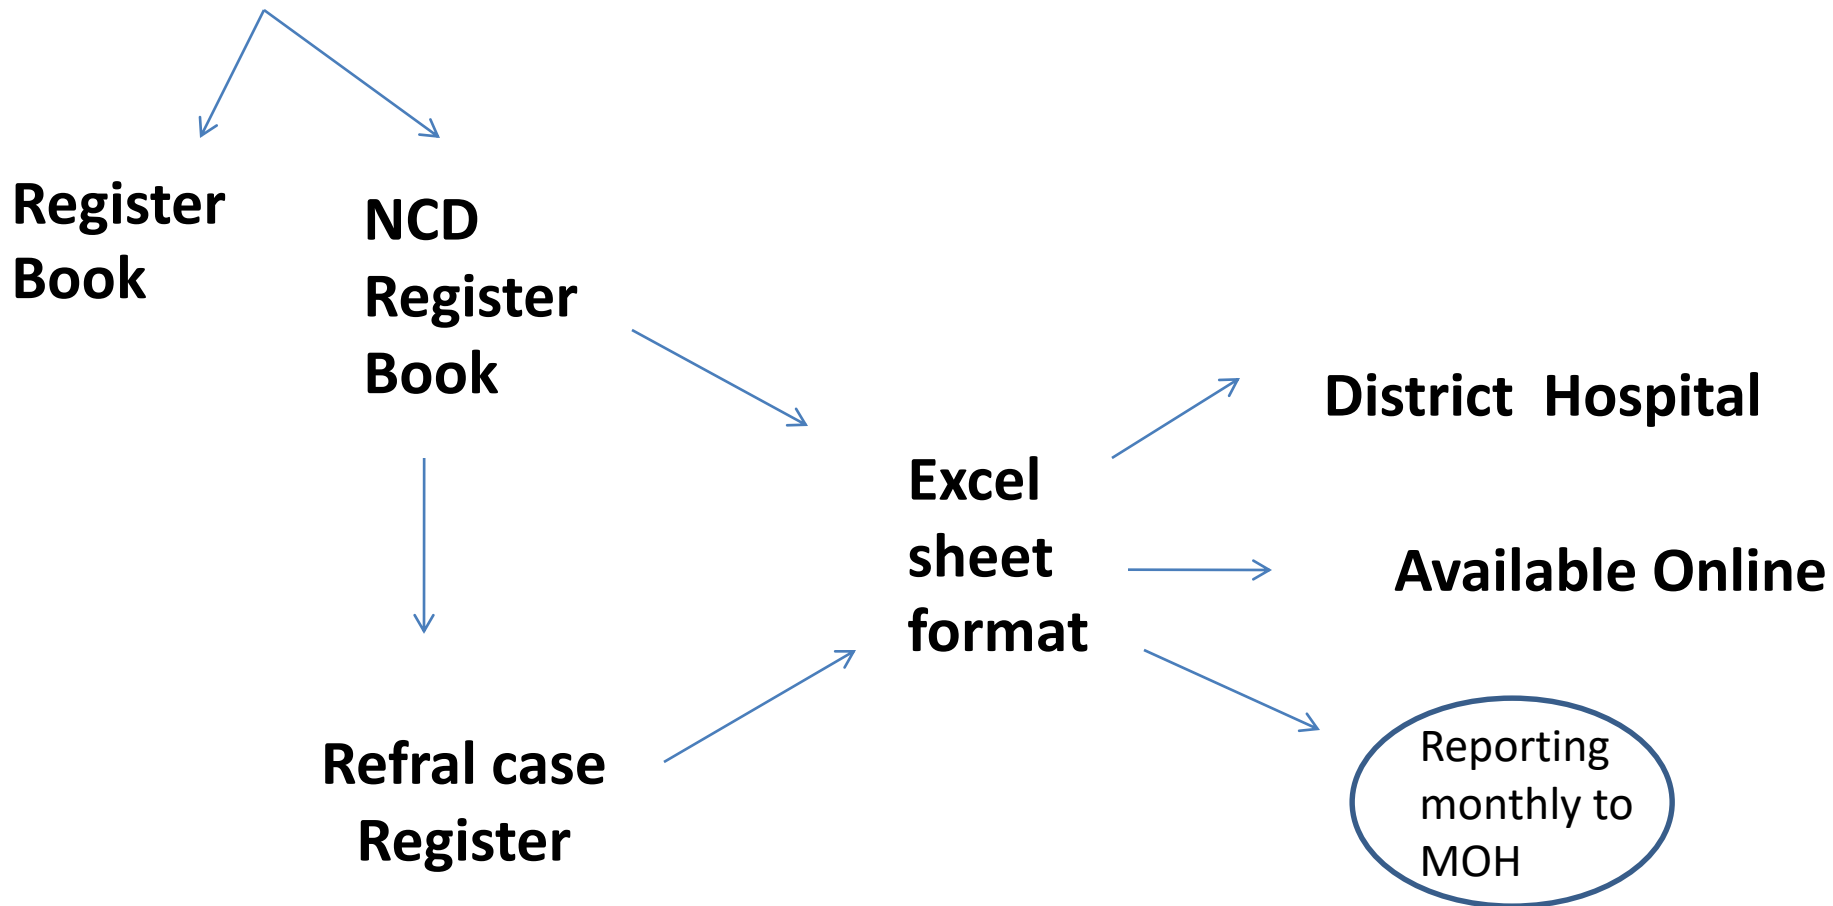 Register
Book
NCD
Register
Book
District  Hospital
Excel
sheet
format
Available Online
Refral case
Register
Reporting
monthly to
MOH